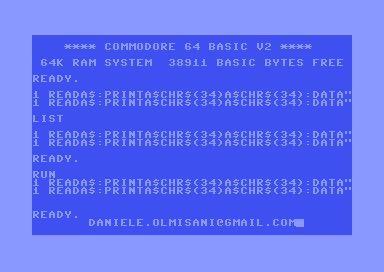 **** COMMODORE 64 BASIC V2 ****
64K RAM SYSTEM 38911 BASIC BYTES FREE
READY.
1 READA$:PRINTA$CHR$(34)A$CHR$(34):DATA"
1 READA$:PRINTA$CHR$(34)A$CHR$(34):DATA"
LIST
1 READA$:PRINTA$CHR$(34)A$CHR$(34):DATA"
1 READA$:PRINTA$CHR$(34)A$CHR$(34):DATA"
READY.
RUN
1 READA$:PRINTA$CHR$(34)A$CHR$(34):DATA"
1 READA$:PRINTA$CHR$(34)A$CHR$(34):DATA"
READY.
DANIELE.OLMISANI@GMAIL.COM